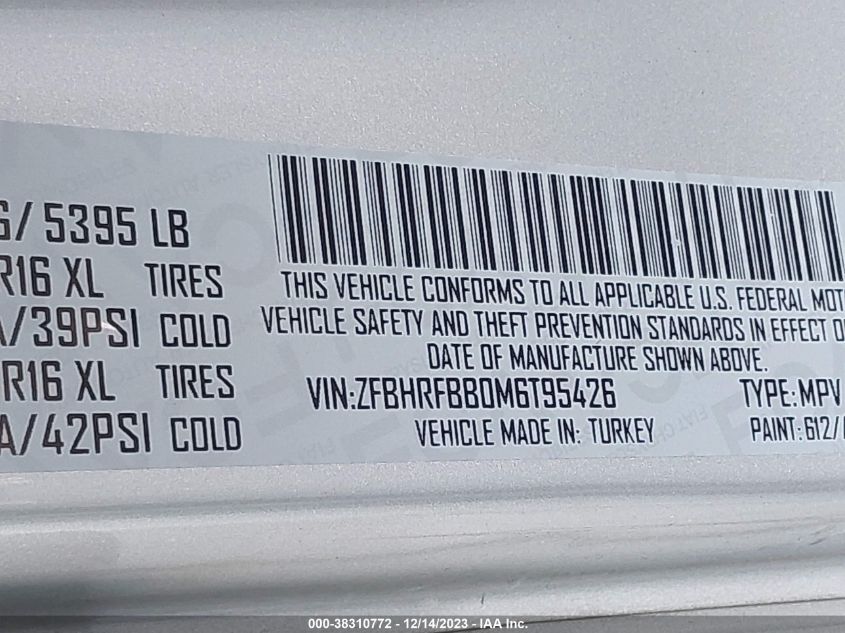 G/ 5395 LB
R16 XL TIRES
A/39PSI COLD
R16 XL TIRES
A/42PSI COLD
THIS VEHICLE CONFORMS TO ALL APPLICABLE U.S. FEDERAL MOT
VEHICLE SAFETY AND THEFT PREVENTION STANDARDS IN EFFECT O
DATE OF MANUFACTURE SHOWN ABOVE.
VIN:ZFBHRFBB0M6T95426 TYPE:MPV
VEHICLE MADE IN: TURKEY PAINT: 612/
000-38310772 - 12/14/2023 - IAA Inc.